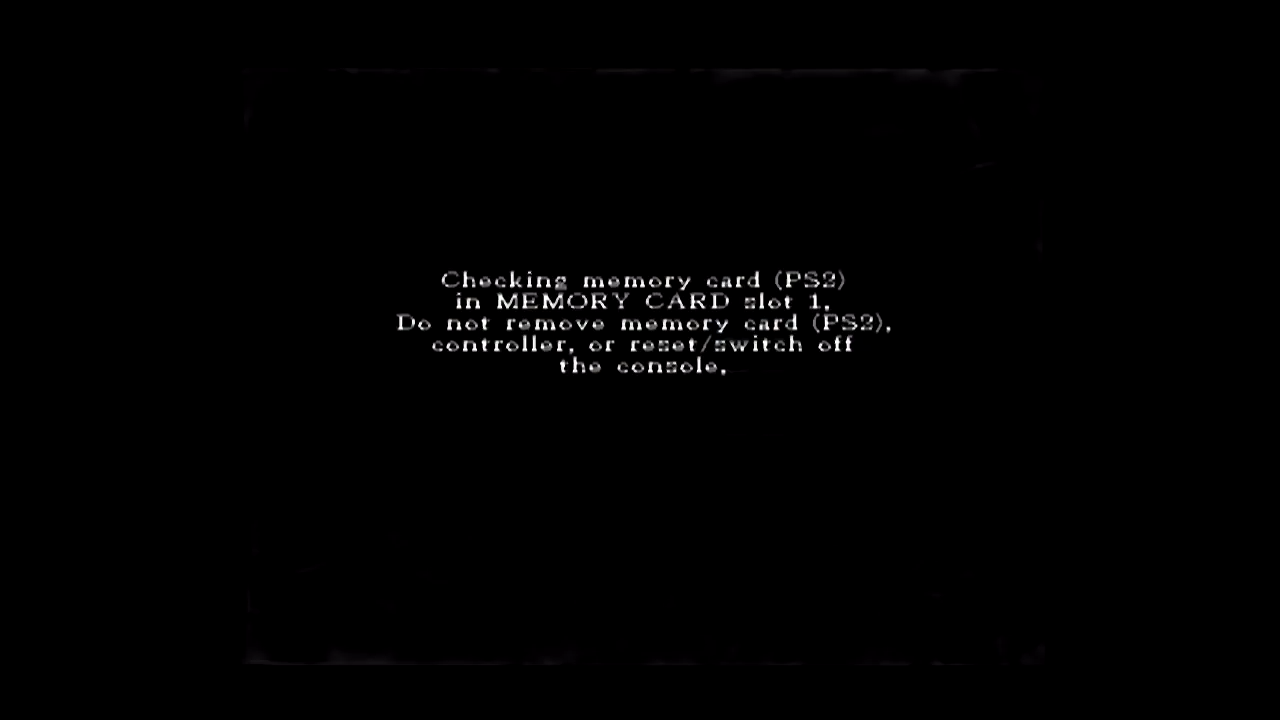 Checking memory card (PS2)
in MEMORY CARD slot 1.
Do not remove memory card (PS2),
controller, or reset/switch off
the console.